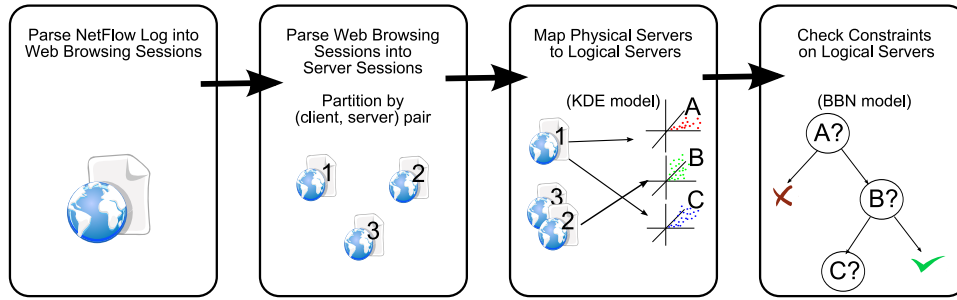 Parse NetFlow Log into
Web Browsing Sessions
Parse Web Browsing
Sessions into
Server Sessions
Partition by
(client, server) pair
1
2
3
Map Physical Servers
to Logical Servers
(KDE model)
1
3
2
A
B
C
Check Constraints
on Logical Servers
(BBN model)
A?
B?
C?